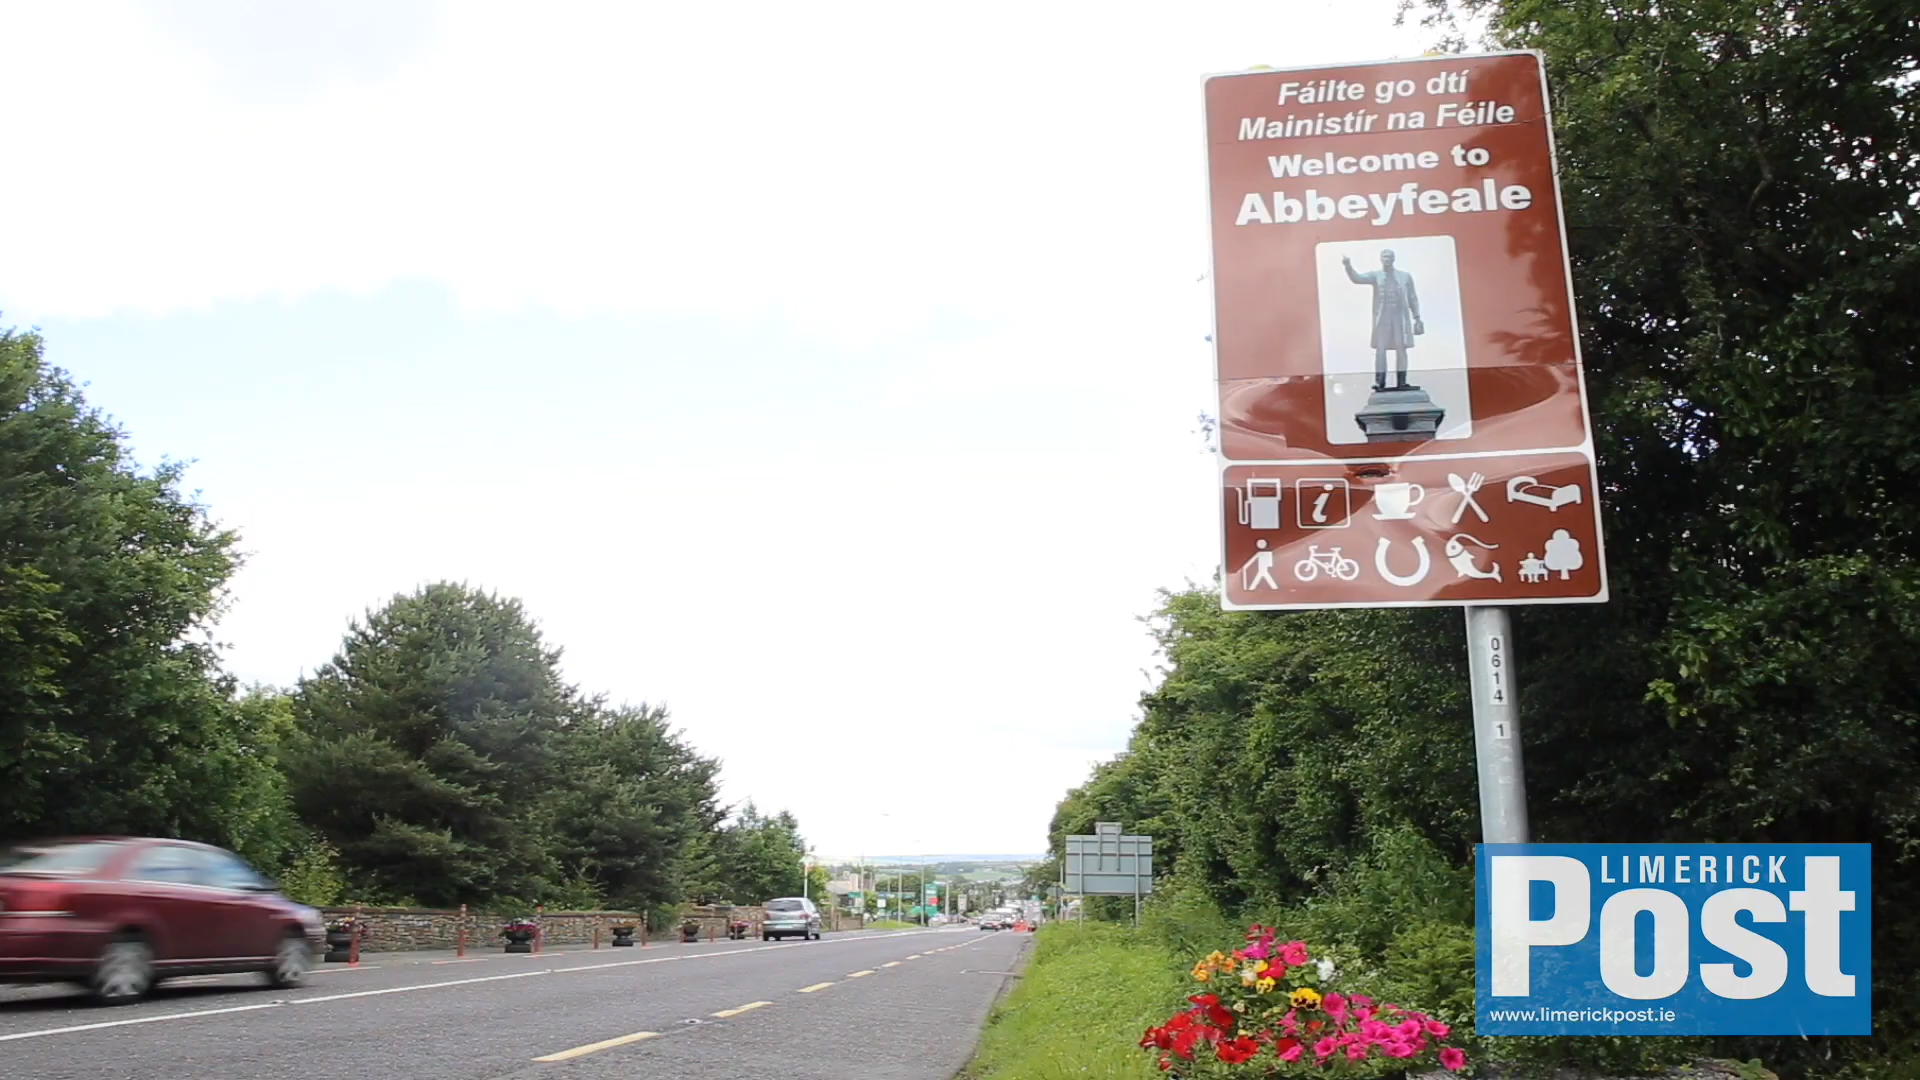 Fáilte go dtí
Mainistír na Féile
Welcome to
Abbeyfeale
i
0614 1
LIMERICK
Post
www.limerickpost.ie